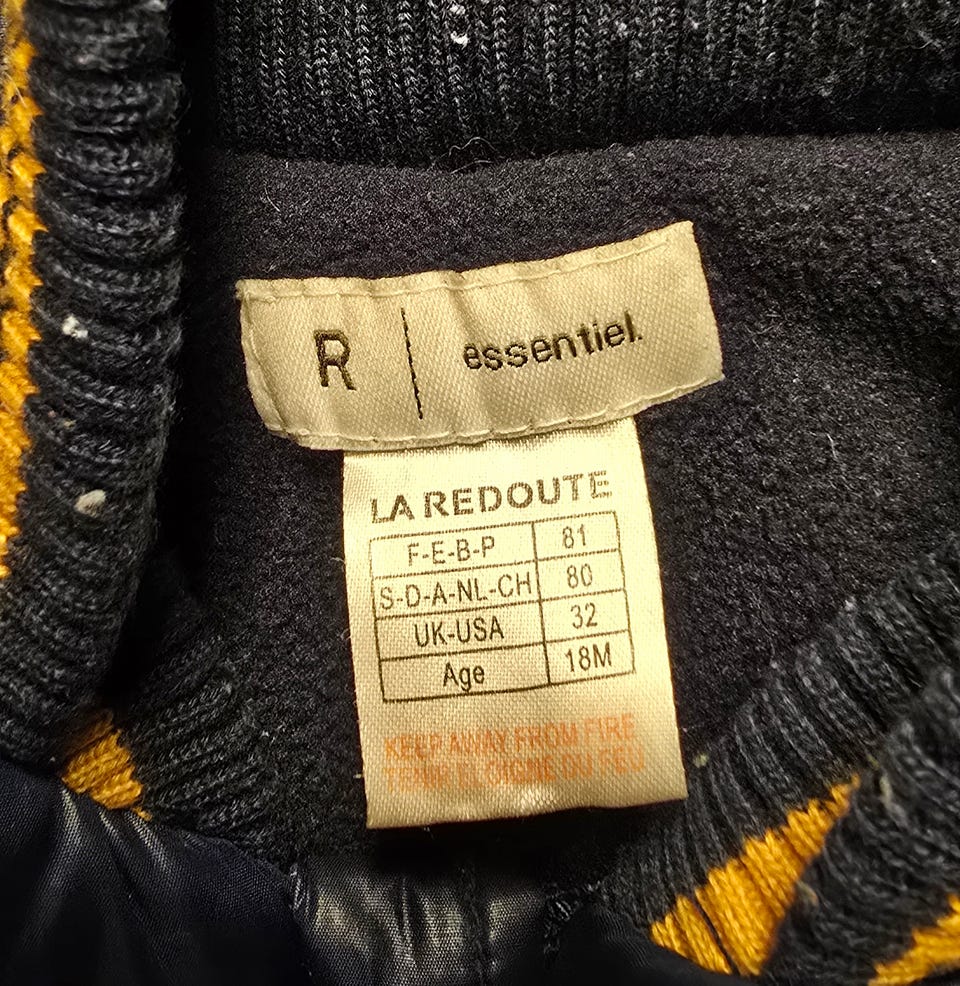 R | essentiel.
LA REDOUTE
F-E-B-P 81
S-D-A-NL-CH 80
UK-USA 32
Age 18M
KEEP AWAY FROM FIRE
TENIR ELOIGNE DU FEU